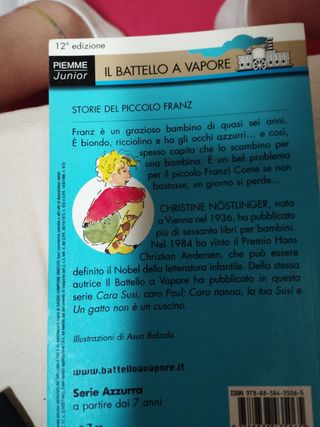 12ª edizione
PIEMME
Junior
IL BATTELLO A VAPORE
STORIE DEL PICCOLO FRANZ
Franz è un grazioso bambino di quasi sei anni.
È biondo, ricciolino e ha gli occhi azzurri... e così,
spesso capita che lo scambino per
una bambina. È un bel problema
per il piccolo Franz! Come se non
bastasse, un giorno si perde...
CHRISTINE NÖSTLINGER, nata
a Vienna nel 1936, ha pubblicato
più di sessanta libri per bambini.
Nel 1984 ha vinto il Premio Hans
Christian Andersen, che può essere
definito il Nobel della letteratura infantile. Della stessa
autrice Il Battello a Vapore ha pubblicato in questa
serie Cara Susi, caro Paul; Cara nonna, la tua Susi e
Un gatto non è un cuscino.
Illustrazioni di Asun Balzola
www.battelloavapore.it
Serie Azzurra
a partire dai 7 anni
ISBN 978-88-384-3506-5